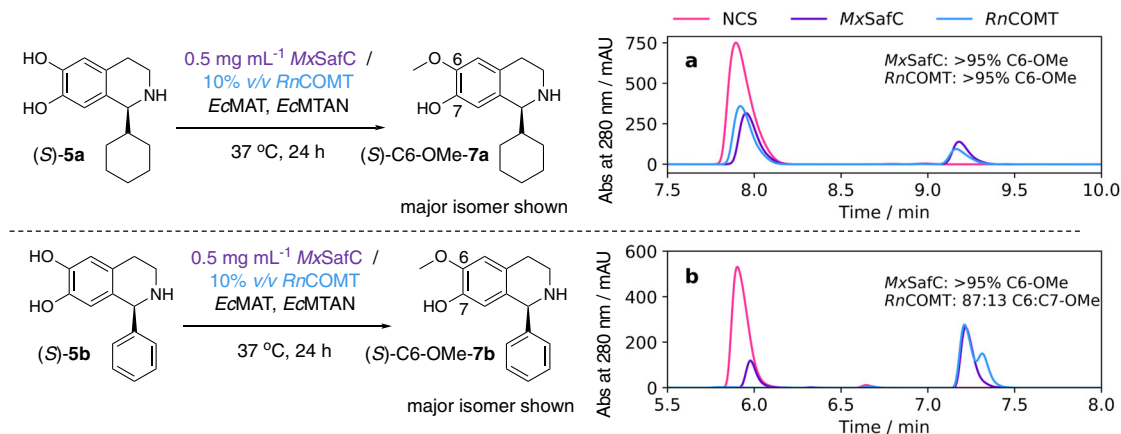 HO
HO
NH
(S)-5a
0.5 mg mL-1 MxSafC /
10% v/v RnCOMT
EcMAT, EcMTAN
37 ºC, 24 h
6
O
HO
7
NH
(S)-C6-OMe-7a
major isomer shown
NCS MxSafC RnCOMT
a
MxSafC: >95% C6-OMe
RnCOMT: >95% C6-OMe
Abs at 280 nm / mAU
750
500
250
0
7.5 8.0 8.5 9.0 9.5 10.0
Time / min
HO
HO
NH
(S)-5b
0.5 mg mL-1 MxSafC /
10% v/v RnCOMT
EcMAT, EcMTAN
37 ºC, 24 h
6
O
HO
7
NH
(S)-C6-OMe-7b
major isomer shown
b
MxSafC: >95% C6-OMe
RnCOMT: 87:13 C6:C7-OMe
Abs at 280 nm / mAU
600
400
200
0
5.5 6.0 6.5 7.0 7.5 8.0
Time / min